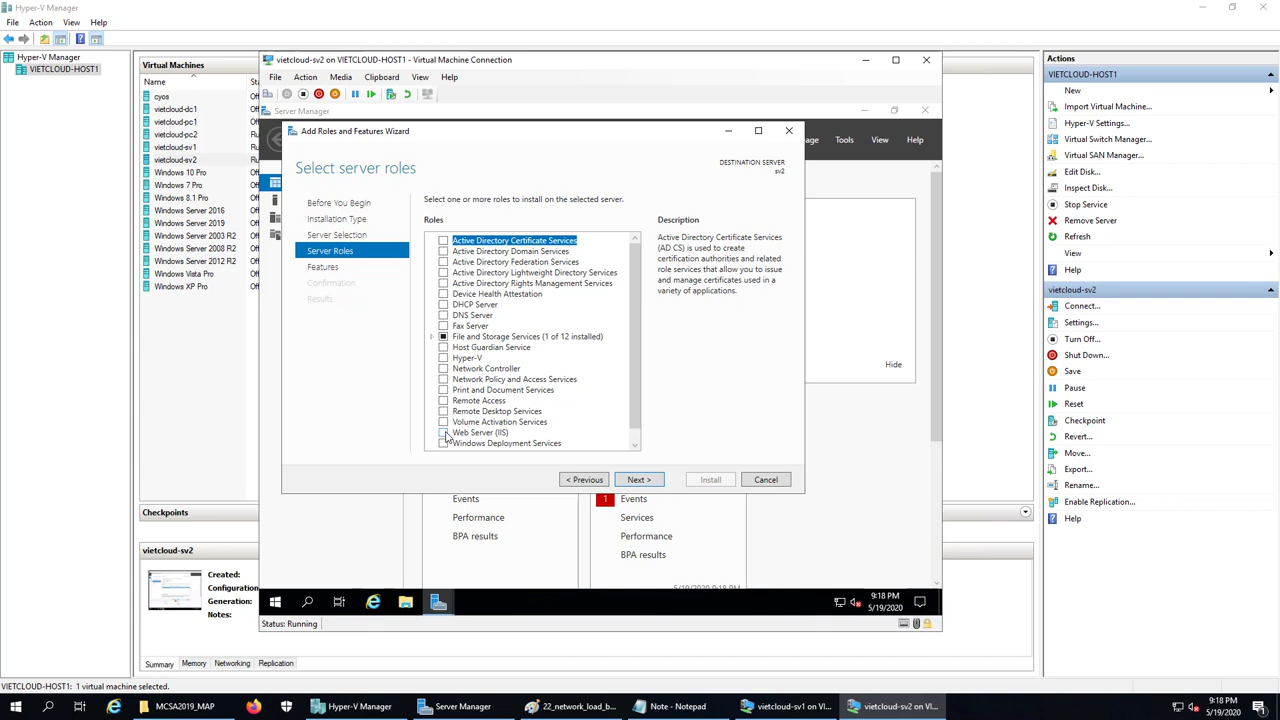 Hyper-V Manager
File Action View Help
Hyper-V Manager
VIETCLOUD-HOST1
Virtual Machines
Name
cyos
vietcloud-dc1
vietcloud-pc1
vietcloud-pc2
vietcloud-sv1
vietcloud-sv2
Windows 10 Pro
Windows 7 Pro
Windows 8.1 Pro
Windows Server 2016
Windows Server 2019
Windows Server 2003 R2
Windows Server 2008 R2
Windows Server 2012 R2
Windows Vista Pro
Windows XP Pro
Checkpoints
vietcloud-sv2
Created:
Configuration
Generation:
Notes:
Summary Memory Networking Replication
VIETCLOUD-HOST1: 1 virtual machine selected.
vietcloud-sv2 on VIETCLOUD-HOST1 - Virtual Machine Connection
File Action Media Clipboard View Help
Server Manager
Tools View Help
Add Roles and Features Wizard
Select server roles
DESTINATION SERVER
sv2
Before You Begin
Installation Type
Server Selection
Server Roles
Features
Confirmation
Results
Select one or more roles to install on the selected server.
Roles
Active Directory Certificate Services
Active Directory Domain Services
Active Directory Federation Services
Active Directory Lightweight Directory Services
Active Directory Rights Management Services
Device Health Attestation
DHCP Server
DNS Server
Fax Server
File and Storage Services (1 of 12 installed)
Host Guardian Service
Hyper-V
Network Controller
Network Policy and Access Services
Print and Document Services
Remote Access
Remote Desktop Services
Volume Activation Services
Web Server (IIS)
Windows Deployment Services
Description
Active Directory Certificate Services
(AD CS) is used to create
certification authorities and related
role services that allow you to issue
and manage certificates used in a
variety of applications.
< Previous Next > Install Cancel
Hide
Events
Performance
BPA results
1 Events
Services
Performance
BPA results
5/19/2020 9:18 PM
9:18 PM
5/19/2020
Status: Running
Actions
VIETCLOUD-HOST1
New
Import Virtual Machine...
Hyper-V Settings...
Virtual Switch Manager...
Virtual SAN Manager...
Edit Disk...
Inspect Disk...
Stop Service
Remove Server
Refresh
View
Help
vietcloud-sv2
Connect...
Settings...
Turn Off...
Shut Down...
Save
Pause
Reset
Checkpoint
Revert...
Move...
Export...
Rename...
Enable Replication...
Help
MCSA2019_MAP Hyper-V Manager Server Manager 22_network_load_b... Note - Notepad vietcloud-sv1 on VI... vietcloud-sv2 on VI...
9:18 PM
5/19/2020